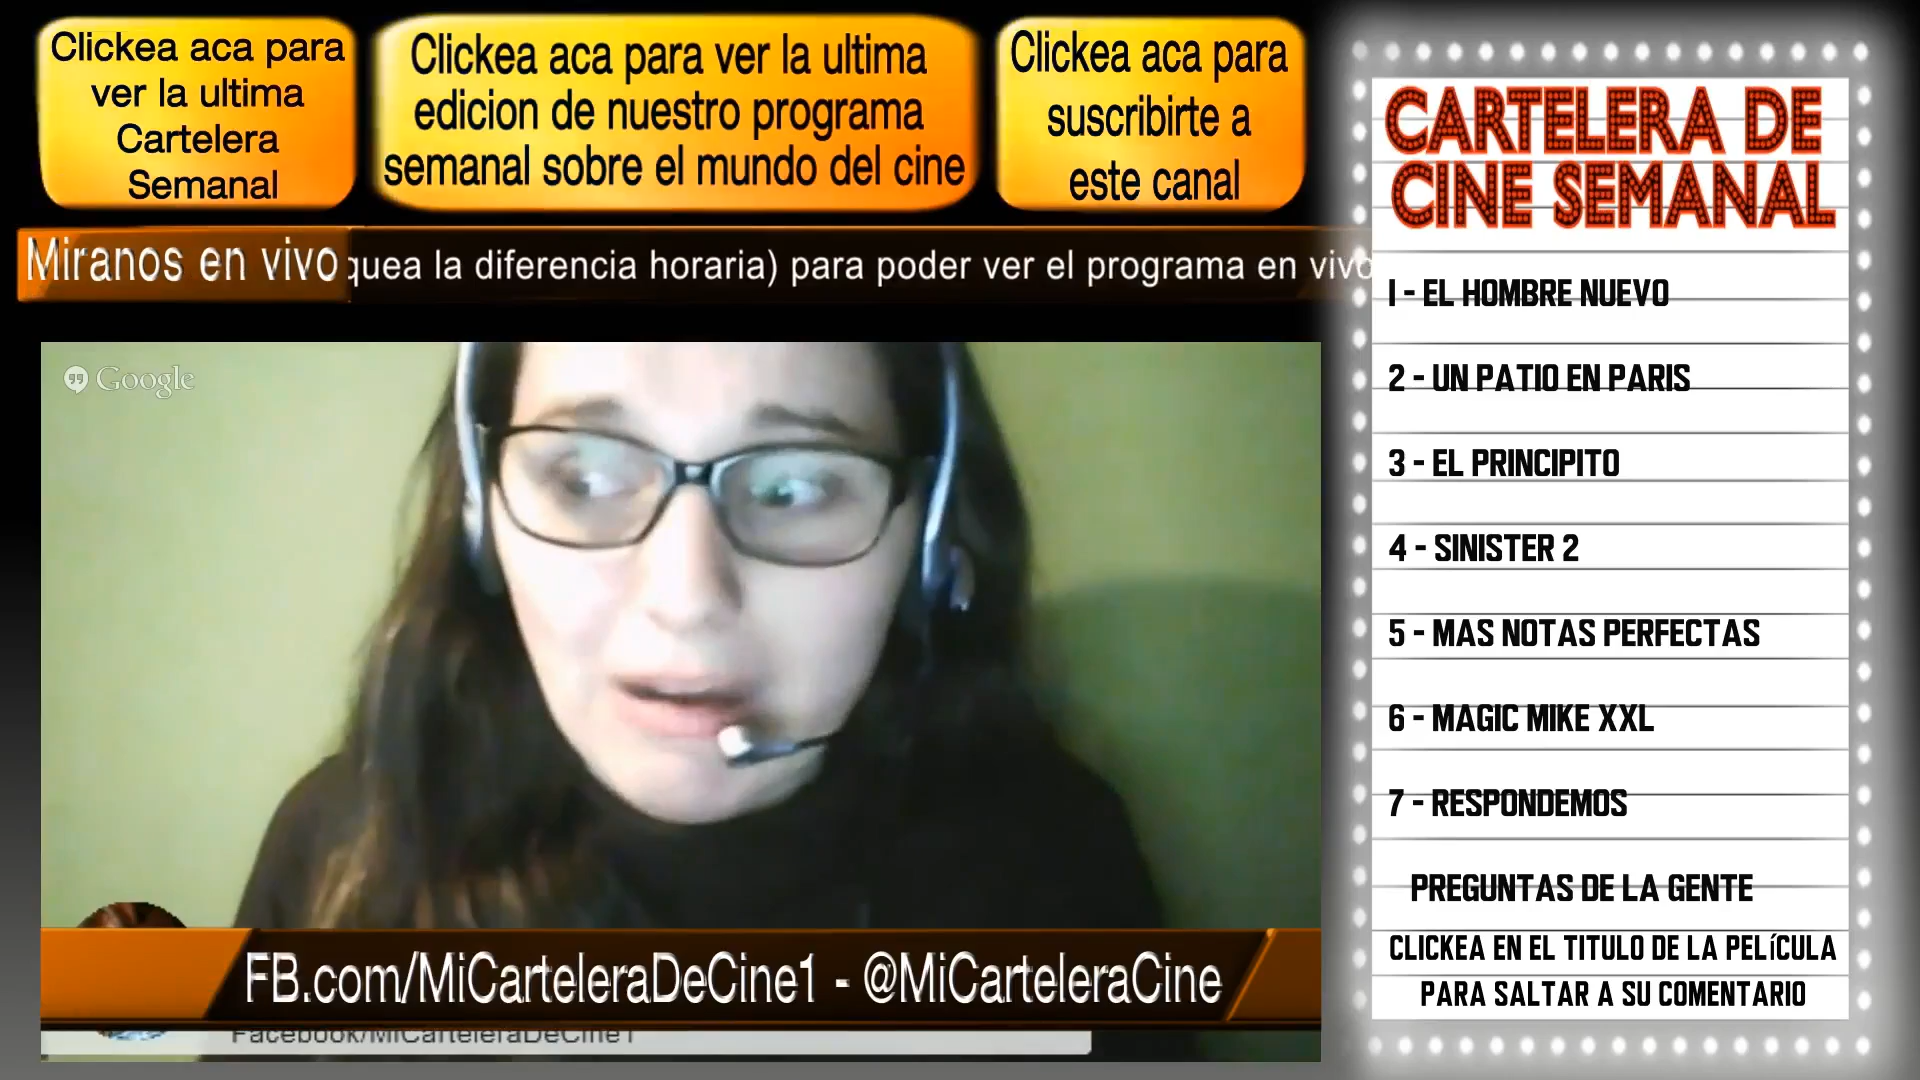 Clickea aca para
ver la ultima
Cartelera
Semanal
Clickea aca para ver la ultima
edicion de nuestro programa
semanal sobre el mundo del cine
Clickea aca para
suscribirte a
este canal
Miranos en vivo
quea la diferencia horaria) para poder ver el programa en vivo
Google
FB.com/MiCarteleraDeCine1 - @MiCarteleraCine
Facebook/MiCarteleraDeCine1
CARTELERA DE
CINE SEMANAL
1 - EL HOMBRE NUEVO
2 - UN PATIO EN PARIS
3 - EL PRINCIPITO
4 - SINISTER 2
5 - MAS NOTAS PERFECTAS
6 - MAGIC MIKE XXL
7 - RESPONDEMOS
PREGUNTAS DE LA GENTE
CLICKEA EN EL TITULO DE LA PELíCULA
PARA SALTAR A SU COMENTARIO